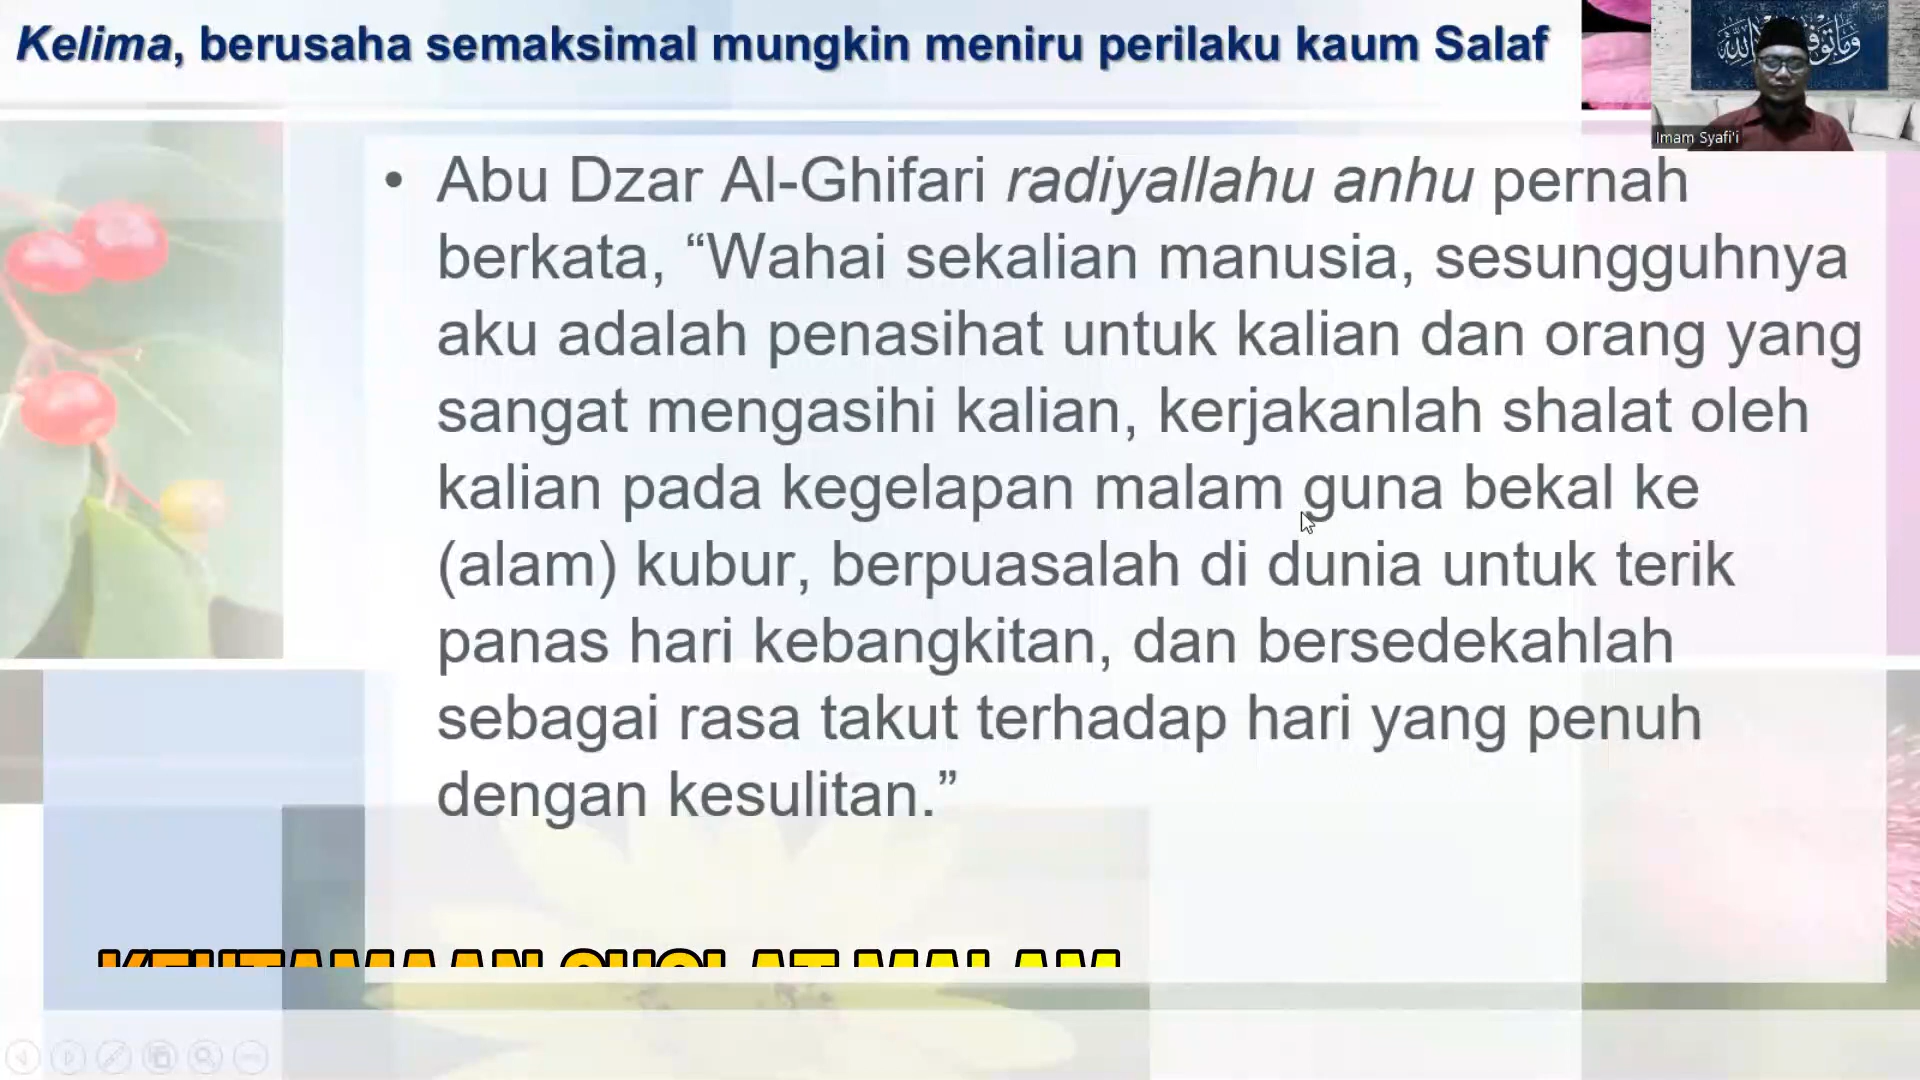 Kelima, berusaha semaksimal mungkin meniru perilaku kaum Salaf
Imam Syafi'i
• Abu Dzar Al-Ghifari radiyallahu anhu pernah
berkata, “Wahai sekalian manusia, sesungguhnya
aku adalah penasihat untuk kalian dan orang yang
sangat mengasihi kalian, kerjakanlah shalat oleh
kalian pada kegelapan malam guna bekal ke
(alam) kubur, berpuasalah di dunia untuk terik
panas hari kebangkitan, dan bersedekahlah
sebagai rasa takut terhadap hari yang penuh
dengan kesulitan.”
KEUTAMAAN SHOLAT MALAM